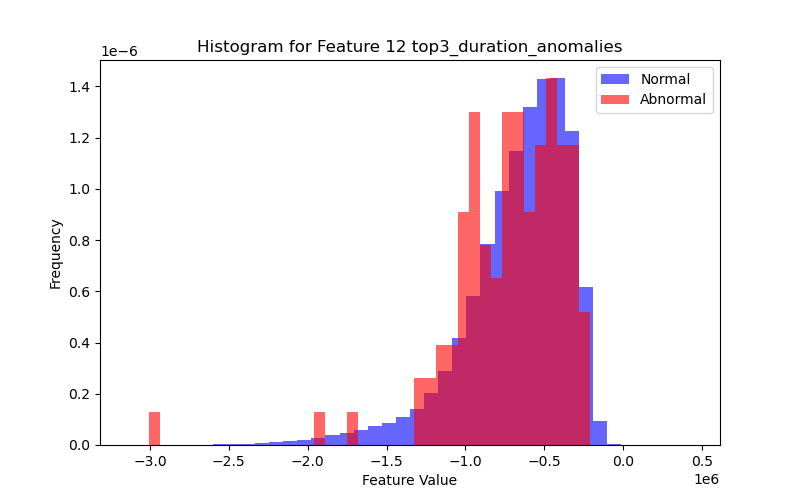 Histogram for Feature 12 top3_duration_anomalies
1e−6
Normal
Abnormal
1.4
1.2
1.0
0.8
0.6
0.4
0.2
0.0
Frequency
−3.0 −2.5 −2.0 −1.5 −1.0 −0.5 0.0 0.5
1e6
Feature Value